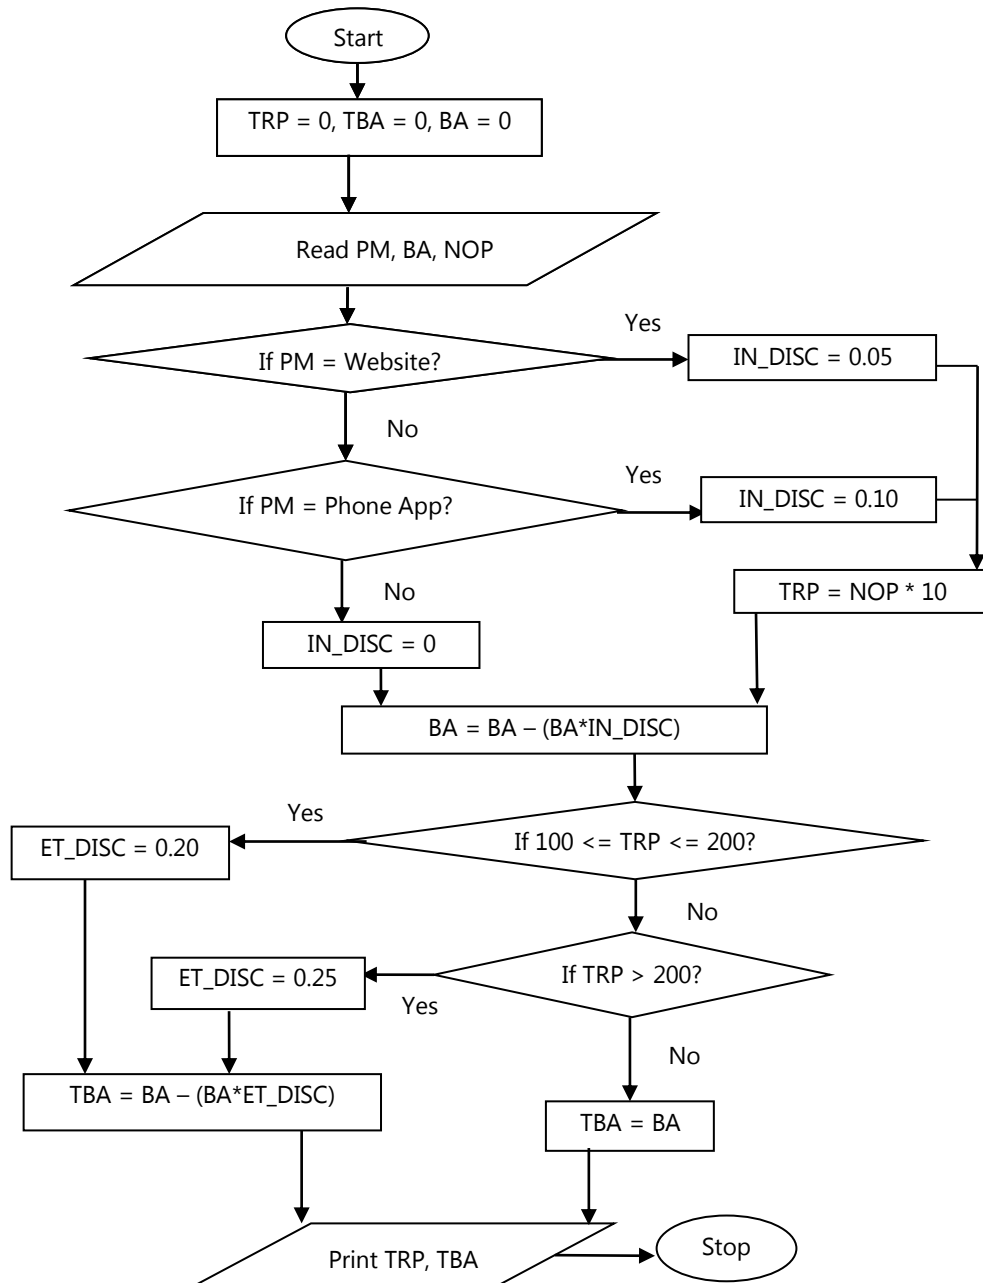 Start
TRP = 0, TBA = 0, BA = 0
Read PM, BA, NOP
If PM = Website?
Yes
IN_DISC = 0.05
No
If PM = Phone App?
Yes
IN_DISC = 0.10
No
TRP = NOP * 10
IN_DISC = 0
BA = BA – (BA*IN_DISC)
If 100 <= TRP <= 200?
Yes
ET_DISC = 0.20
No
If TRP > 200?
Yes
ET_DISC = 0.25
No
TBA = BA – (BA*ET_DISC)
TBA = BA
Print TRP, TBA
Stop